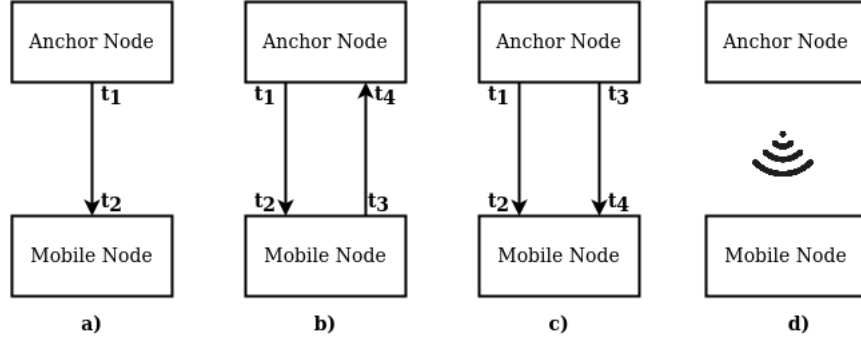 Anchor Node Anchor Node Anchor Node Anchor Node
t1 t1 t4 t1 t3
t2 t2 t3 t2 t4
Mobile Node Mobile Node Mobile Node Mobile Node
a) b) c) d)